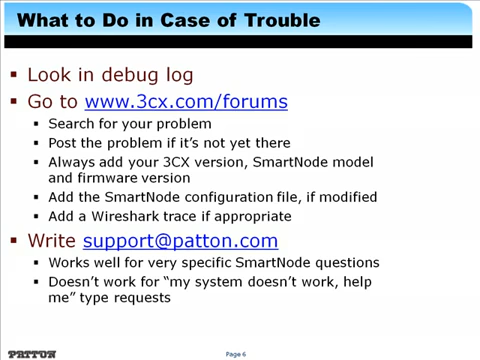 What to Do in Case of Trouble
Look in debug log
Go to www.3cx.com/forums
Search for your problem
Post the problem if it's not yet there
Always add your 3CX version, SmartNode model
and firmware version
Add the SmartNode configuration file, if modified
Add a Wireshark trace if appropriate
Write support@patton.com
Works well for very specific SmartNode questions
Doesn't work for “my system doesn't work, help
me” type requests
PATTON
Page 6